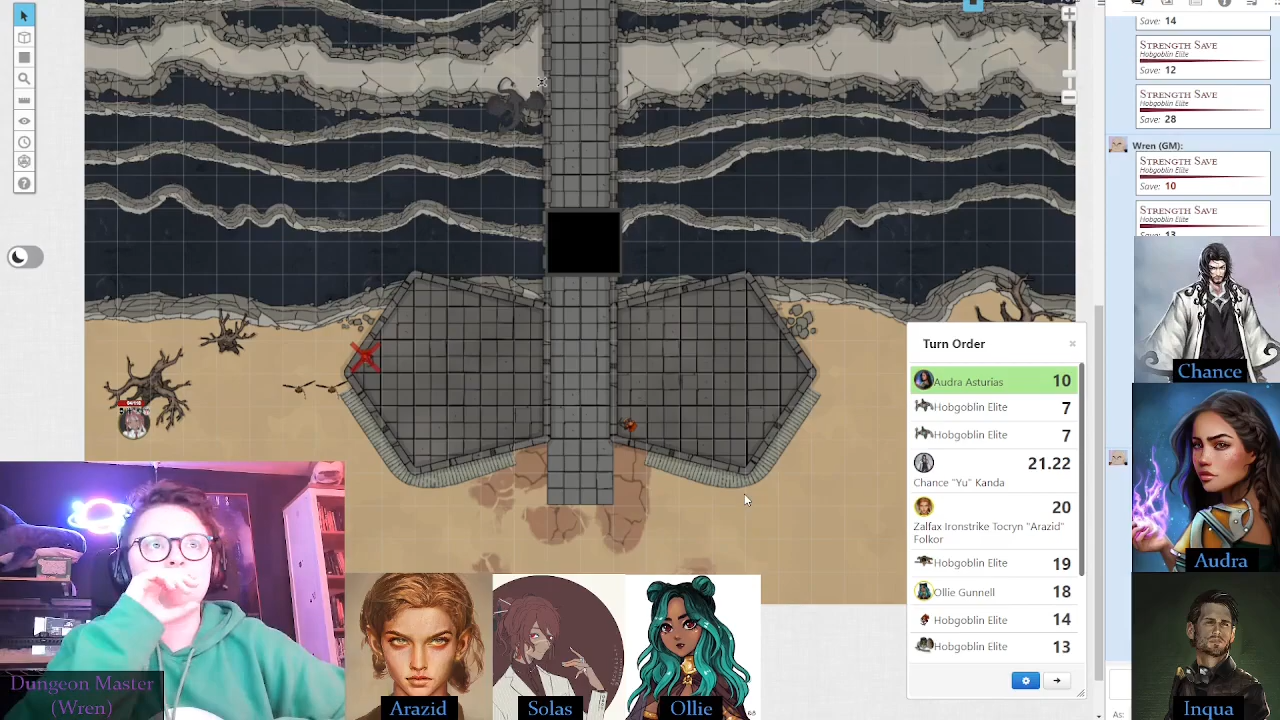 Save: 14
STRENGTH SAVE
Hobgoblin Elite
Save: 12
STRENGTH SAVE
Hobgoblin Elite
Save: 28
Wren (GM):
STRENGTH SAVE
Hobgoblin Elite
Save: 10
STRENGTH SAVE
Hobgoblin Elite
Save: 13
Chance
Turn Order
Audra Asturias 10
Hobgoblin Elite 7
Hobgoblin Elite 7
21.22
Chance "Yu" Kanda
20
Zalfax Ironstrike Tocryn "Arazid"
Folkor
Hobgoblin Elite 19
Ollie Gunnell 18
Hobgoblin Elite 14
Hobgoblin Elite 13
Audra
Dungeon Master
(Wren)
Arazid
Solas
Ollie
Inqua
As: